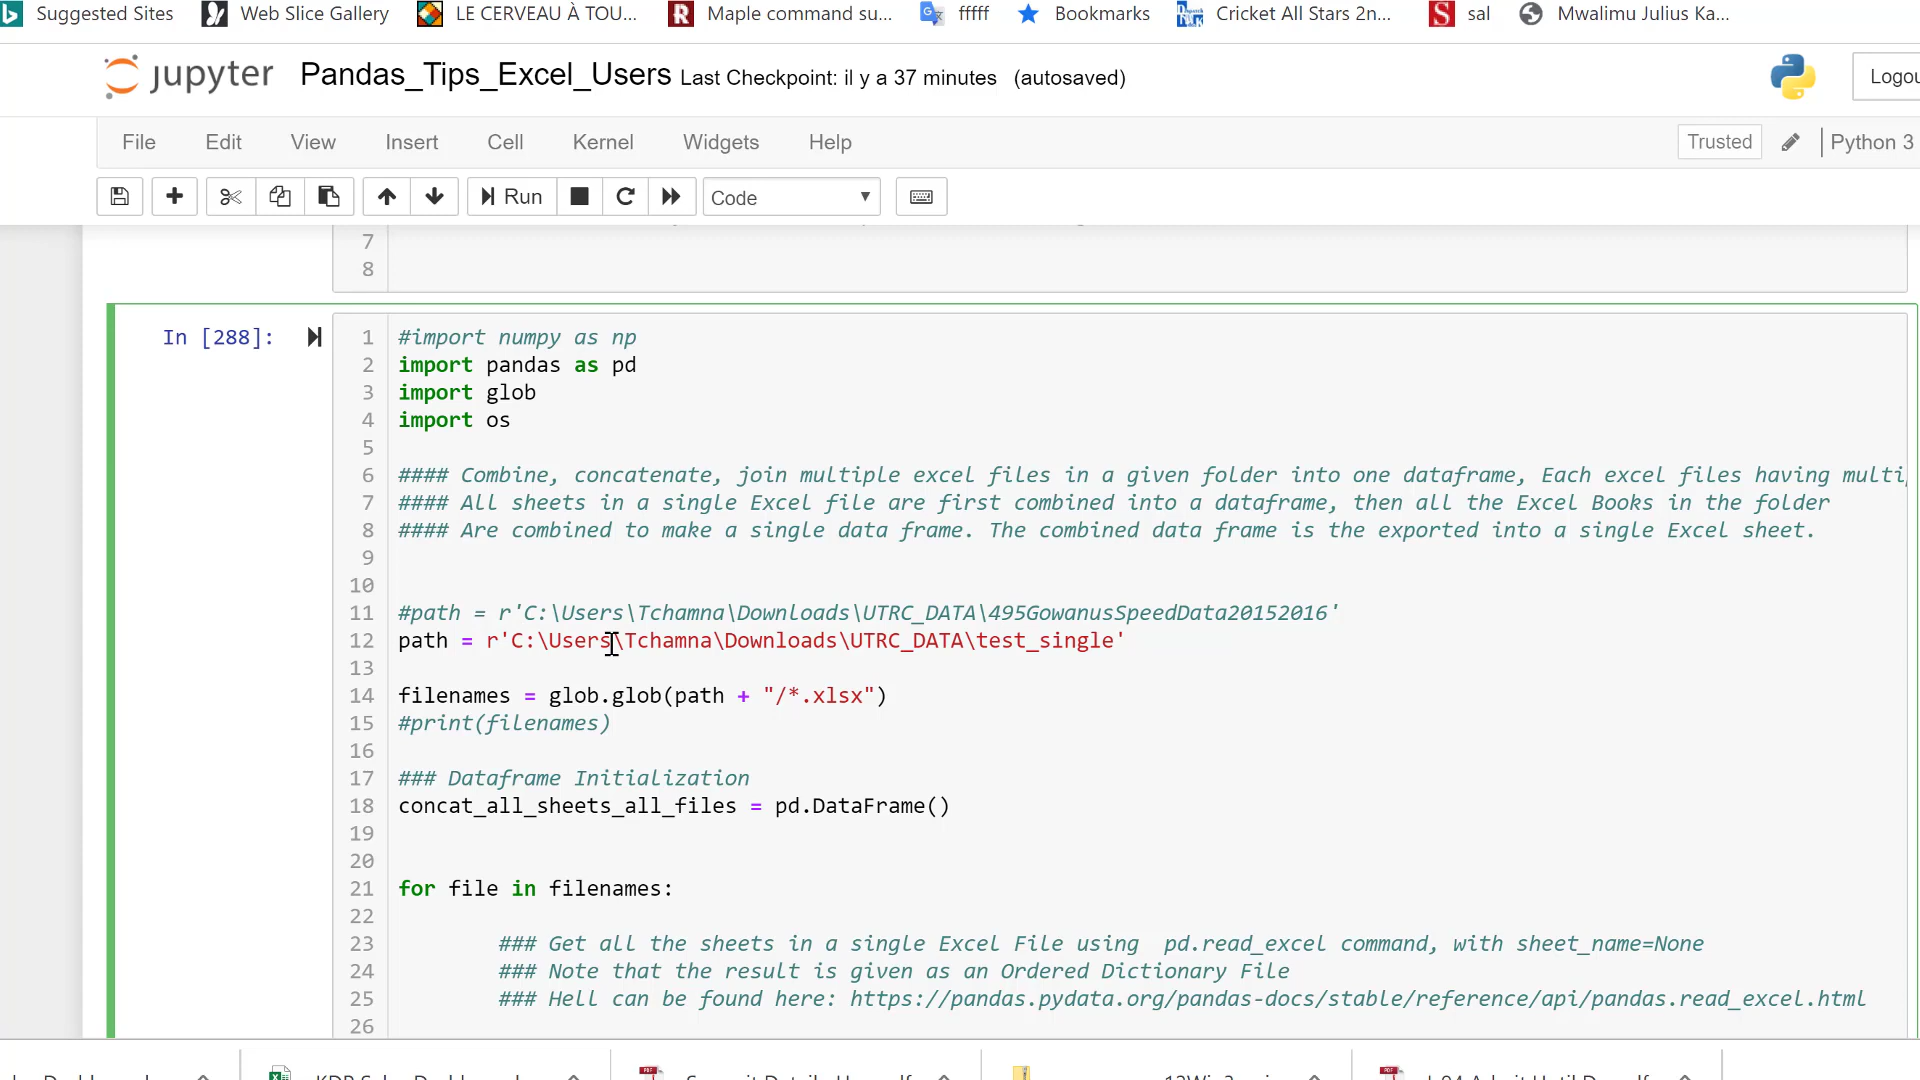 Suggested Sites Web Slice Gallery LE CERVEAU À TOU... Maple command su... fffff Bookmarks Cricket All Stars 2n... sal Mwalimu Julius Ka...
jupyter Pandas_Tips_Excel_Users Last Checkpoint: il y a 37 minutes (autosaved) Logou
File Edit View Insert Cell Kernel Widgets Help Trusted Python 3
Run Code
7
8
In [288]: 1 #import numpy as np
2 import pandas as pd
3 import glob
4 import os
5
6 #### Combine, concatenate, join multiple excel files in a given folder into one dataframe, Each excel files having multi
7 #### All sheets in a single Excel file are first combined into a dataframe, then all the Excel Books in the folder
8 #### Are combined to make a single data frame. The combined data frame is the exported into a single Excel sheet.
9
10
11 #path = r'C:\Users\Tchamna\Downloads\UTRC_DATA\495GowanusSpeedData20152016'
12 path = r'C:\Users\Tchamna\Downloads\UTRC_DATA\test_single'
13
14 filenames = glob.glob(path + "/*.xlsx")
15 #print(filenames)
16
17 ### Dataframe Initialization
18 concat_all_sheets_all_files = pd.DataFrame()
19
20
21 for file in filenames:
22
23 ### Get all the sheets in a single Excel File using pd.read_excel command, with sheet_name=None
24 ### Note that the result is given as an Ordered Dictionary File
25 ### Hell can be found here: https://pandas.pydata.org/pandas-docs/stable/reference/api/pandas.read_excel.html
26